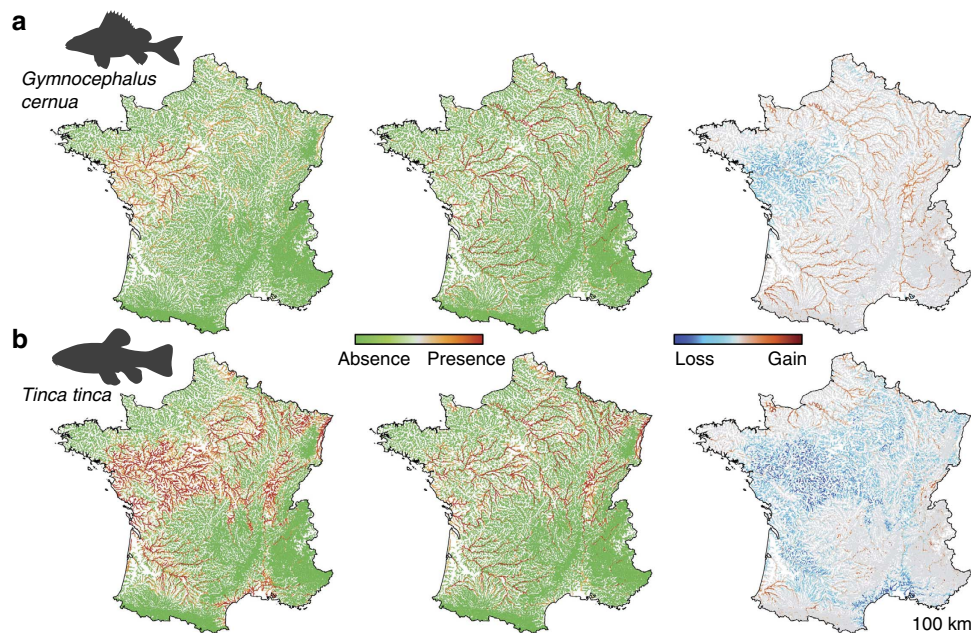 a
Gymnocephalus
cernua
b
Absence Presence
Loss Gain
Tinca tinca
100 km